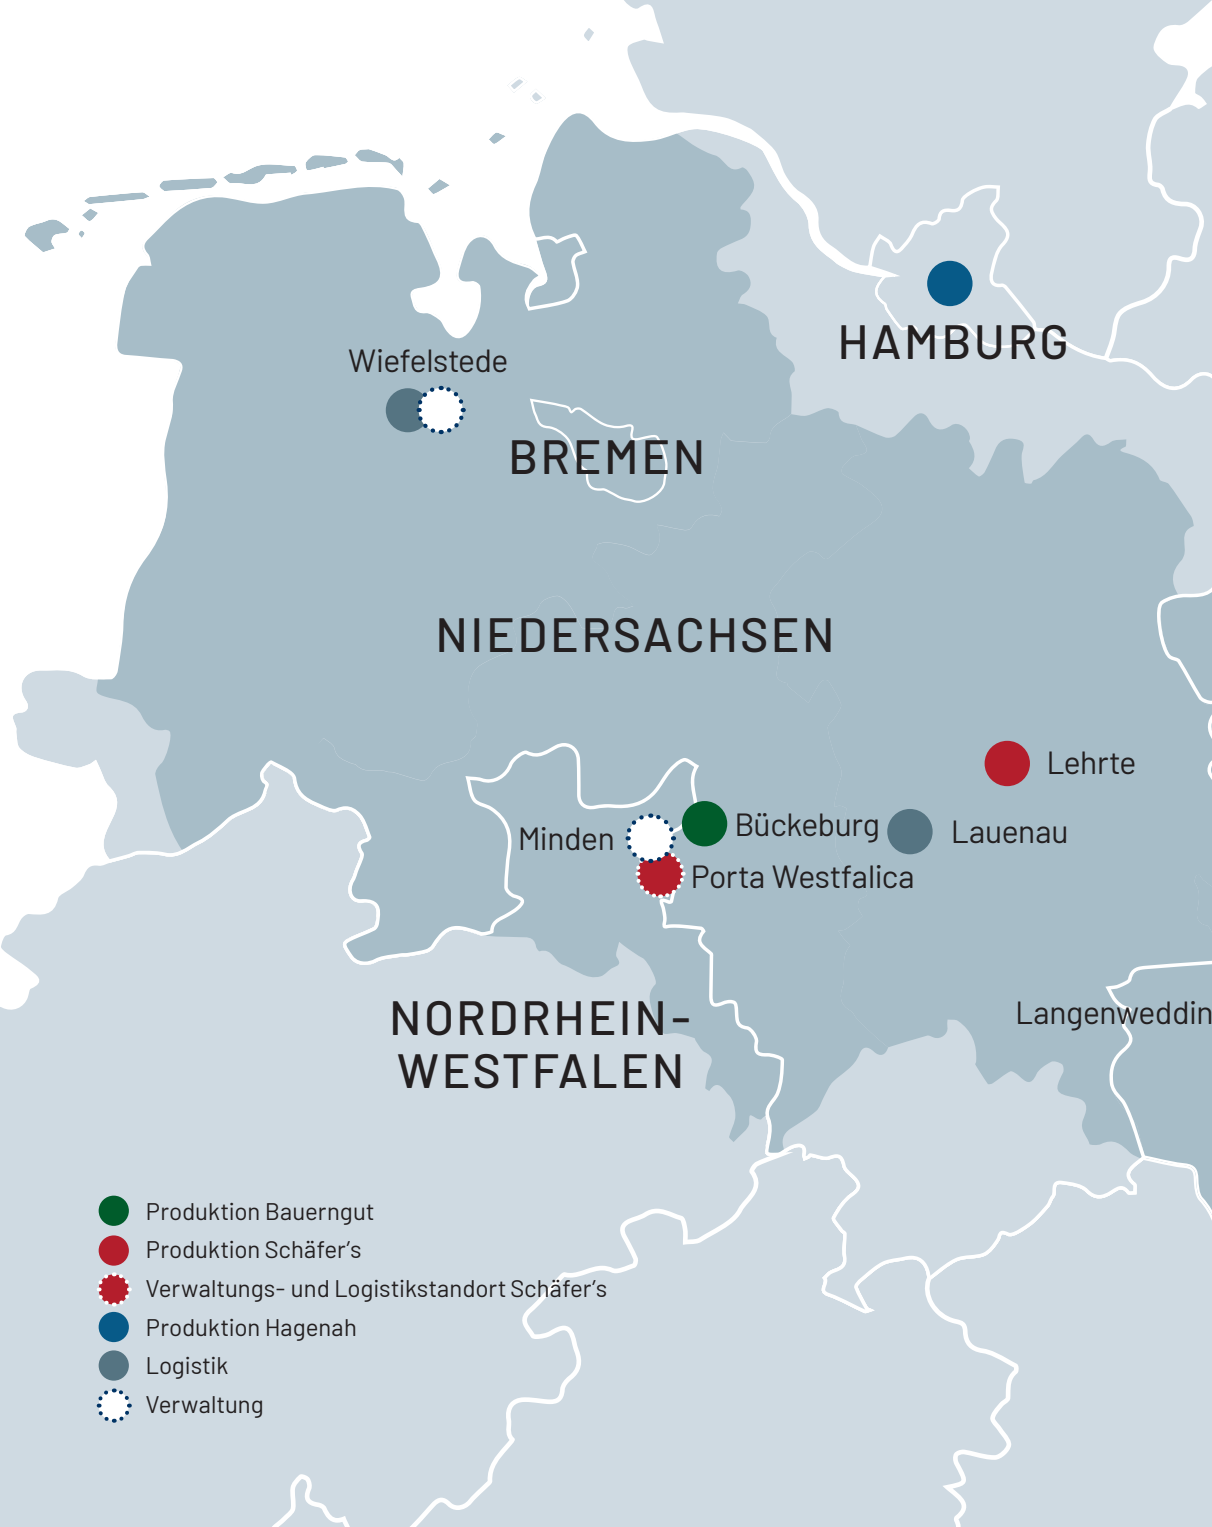 HAMBURG
Wiefelstede
BREMEN
NIEDERSACHSEN
Lehrte
Bückeburg
Lauenau
Minden
Porta Westfalica
NORDRHEIN-
WESTFALEN
Langenweddin
Produktion Bauerngut
Produktion Schäfer's
Verwaltungs- und Logistikstandort Schäfer's
Produktion Hagenah
Logistik
Verwaltung